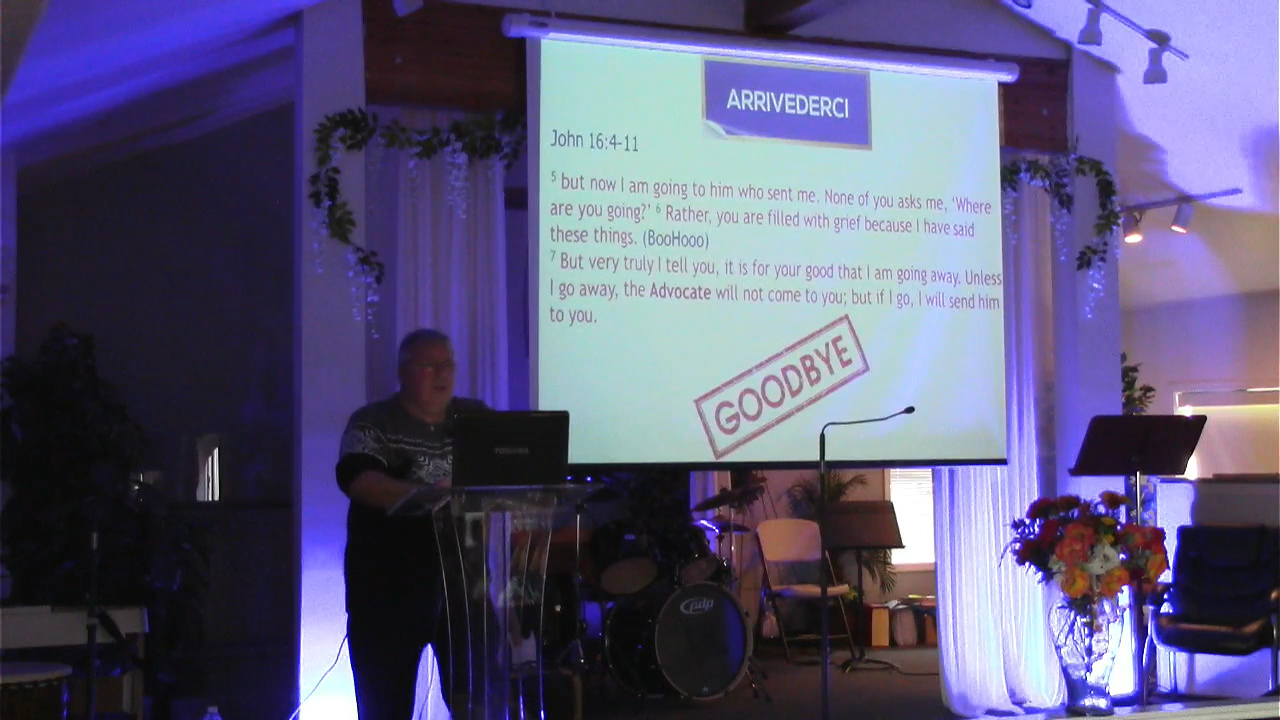 ARRIVEDERCI
John 16:4-11
5 but now I am going to him who sent me. None of you asks me, 'Where
are you going?' 6 Rather, you are filled with grief because I have said
these things. (BooHooo)
7 But very truly I tell you, it is for your good that I am going away. Unless
I go away, the Advocate will not come to you; but if I go, I will send him
to you.
GOODBYE
TOSHIBA
pdp